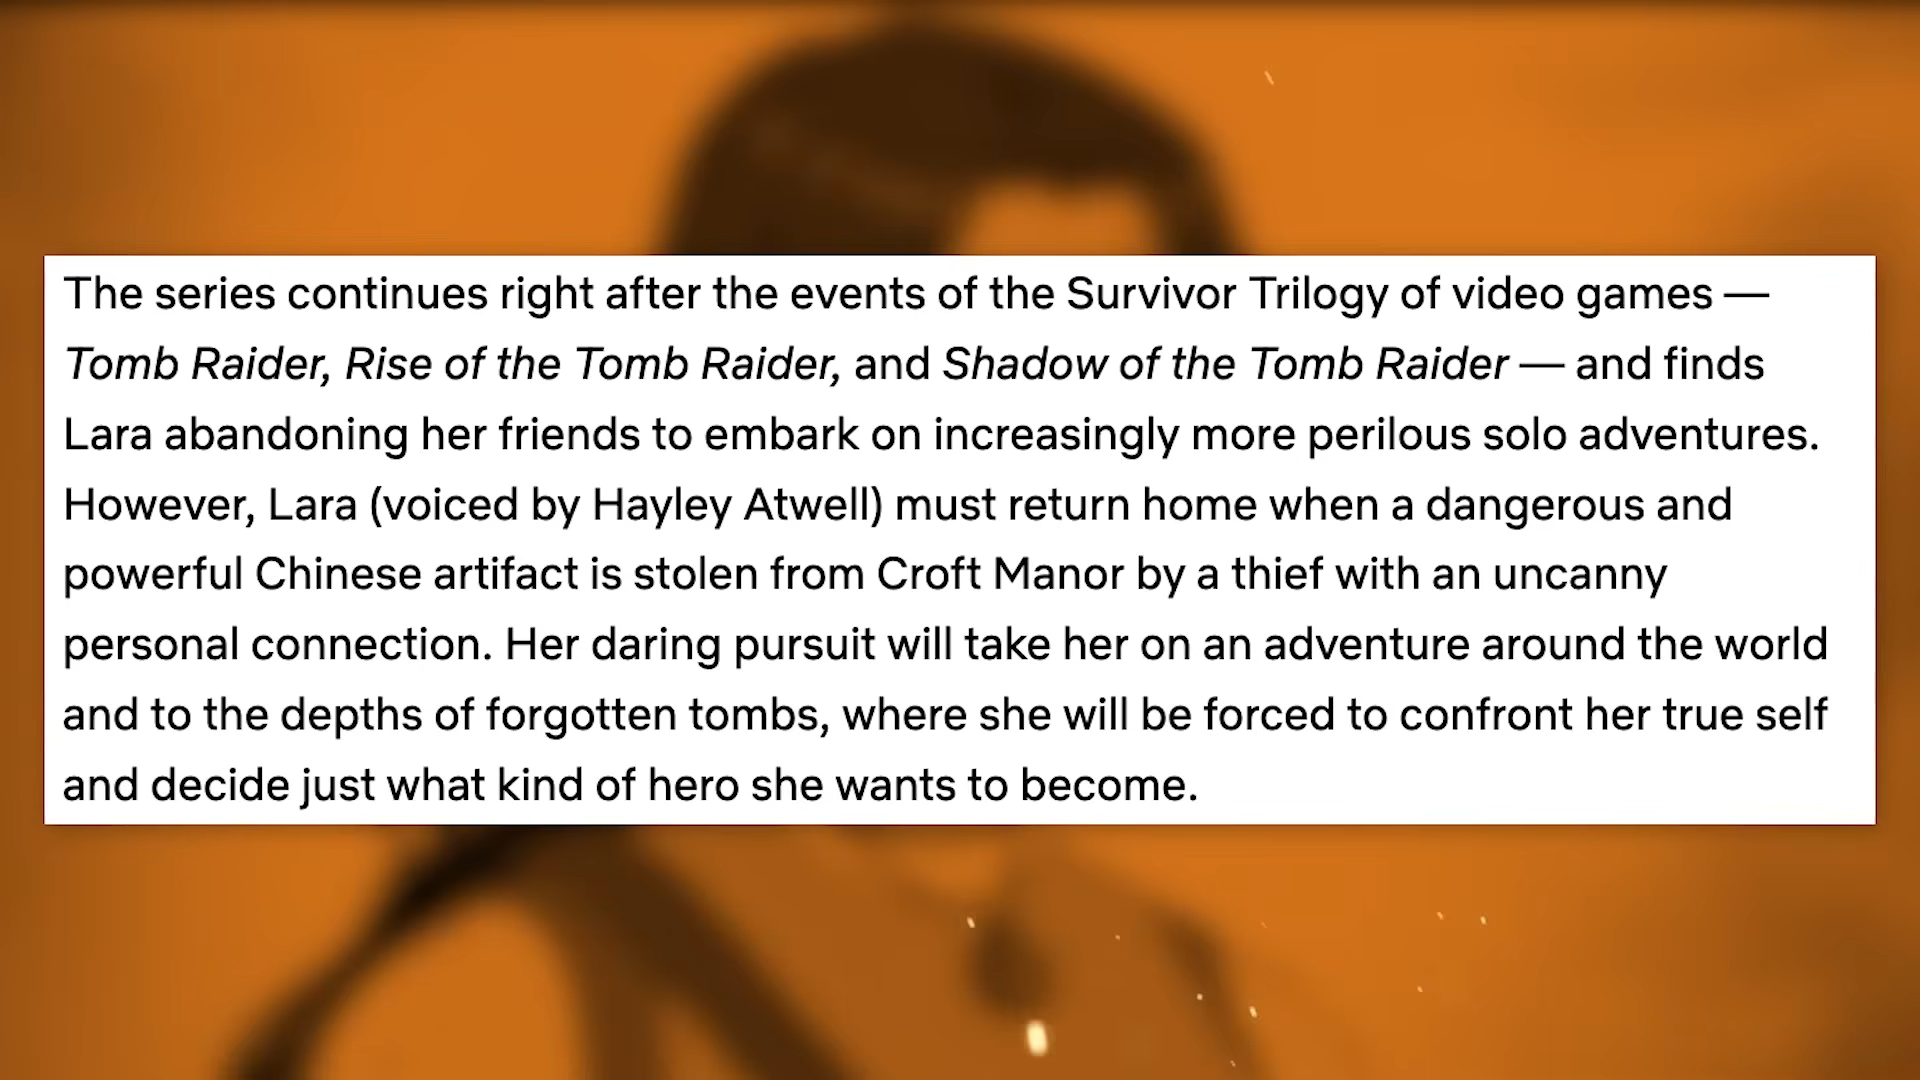 The series continues right after the events of the Survivor Trilogy of video games —
Tomb Raider, Rise of the Tomb Raider, and Shadow of the Tomb Raider — and finds
Lara abandoning her friends to embark on increasingly more perilous solo adventures.
However, Lara (voiced by Hayley Atwell) must return home when a dangerous and
powerful Chinese artifact is stolen from Croft Manor by a thief with an uncanny
personal connection. Her daring pursuit will take her on an adventure around the world
and to the depths of forgotten tombs, where she will be forced to confront her true self
and decide just what kind of hero she wants to become.